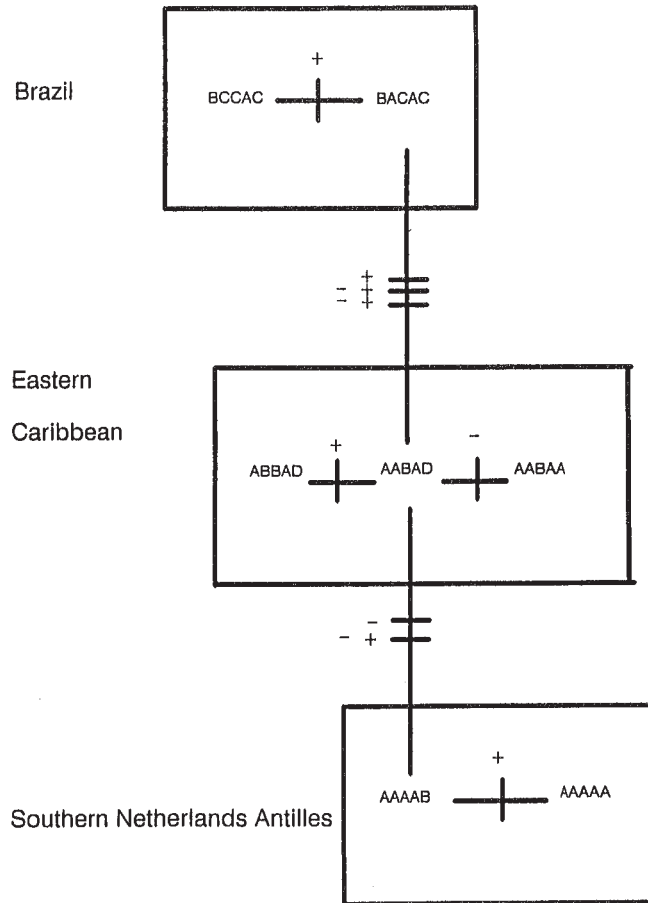 +
Brazil
BCCAC BACAC
+
- +
- +
Eastern
Caribbean
+ -
ABBAD AABAD AABAA
-
- +
+
AAAAB AAAAA
Southern Netherlands Antilles